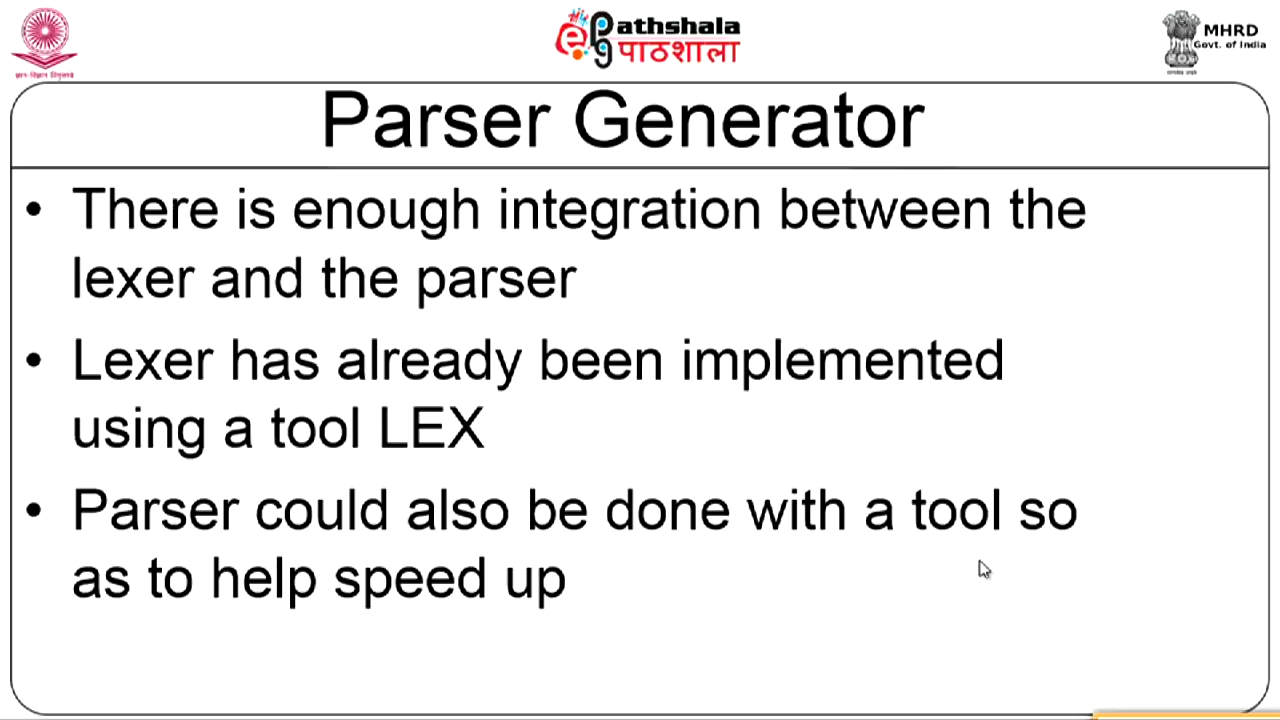 ePathshala
पाठशाला
MHRD
Govt. of India
Parser Generator
• There is enough integration between the
lexer and the parser
• Lexer has already been implemented
using a tool LEX
• Parser could also be done with a tool so
as to help speed up